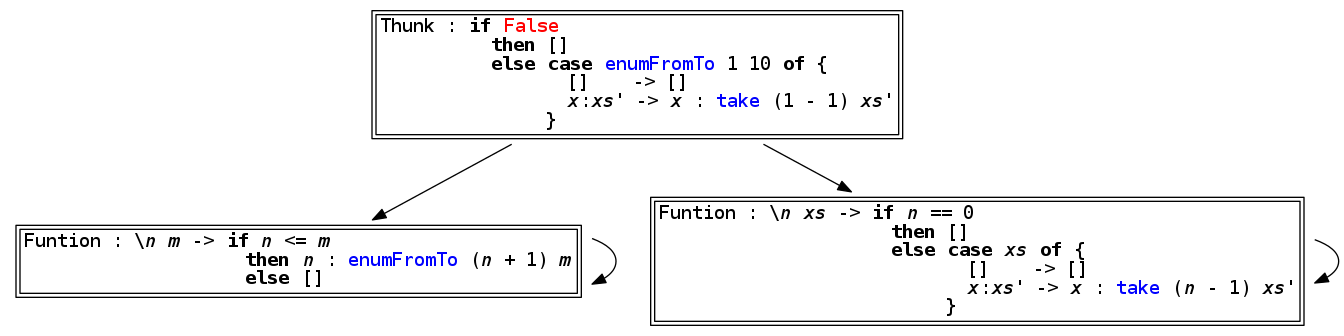 Thunk : if False
then []
else case enumFromTo 1 10 of {
[]    -> []
x:xs' -> x : take (1 - 1) xs'
}
Funtion : \n m -> if n <= m
then n : enumFromTo (n + 1) m
else []
Funtion : \n xs -> if n == 0
then []
else case xs of {
[]    -> []
x:xs' -> x : take (n - 1) xs'
}